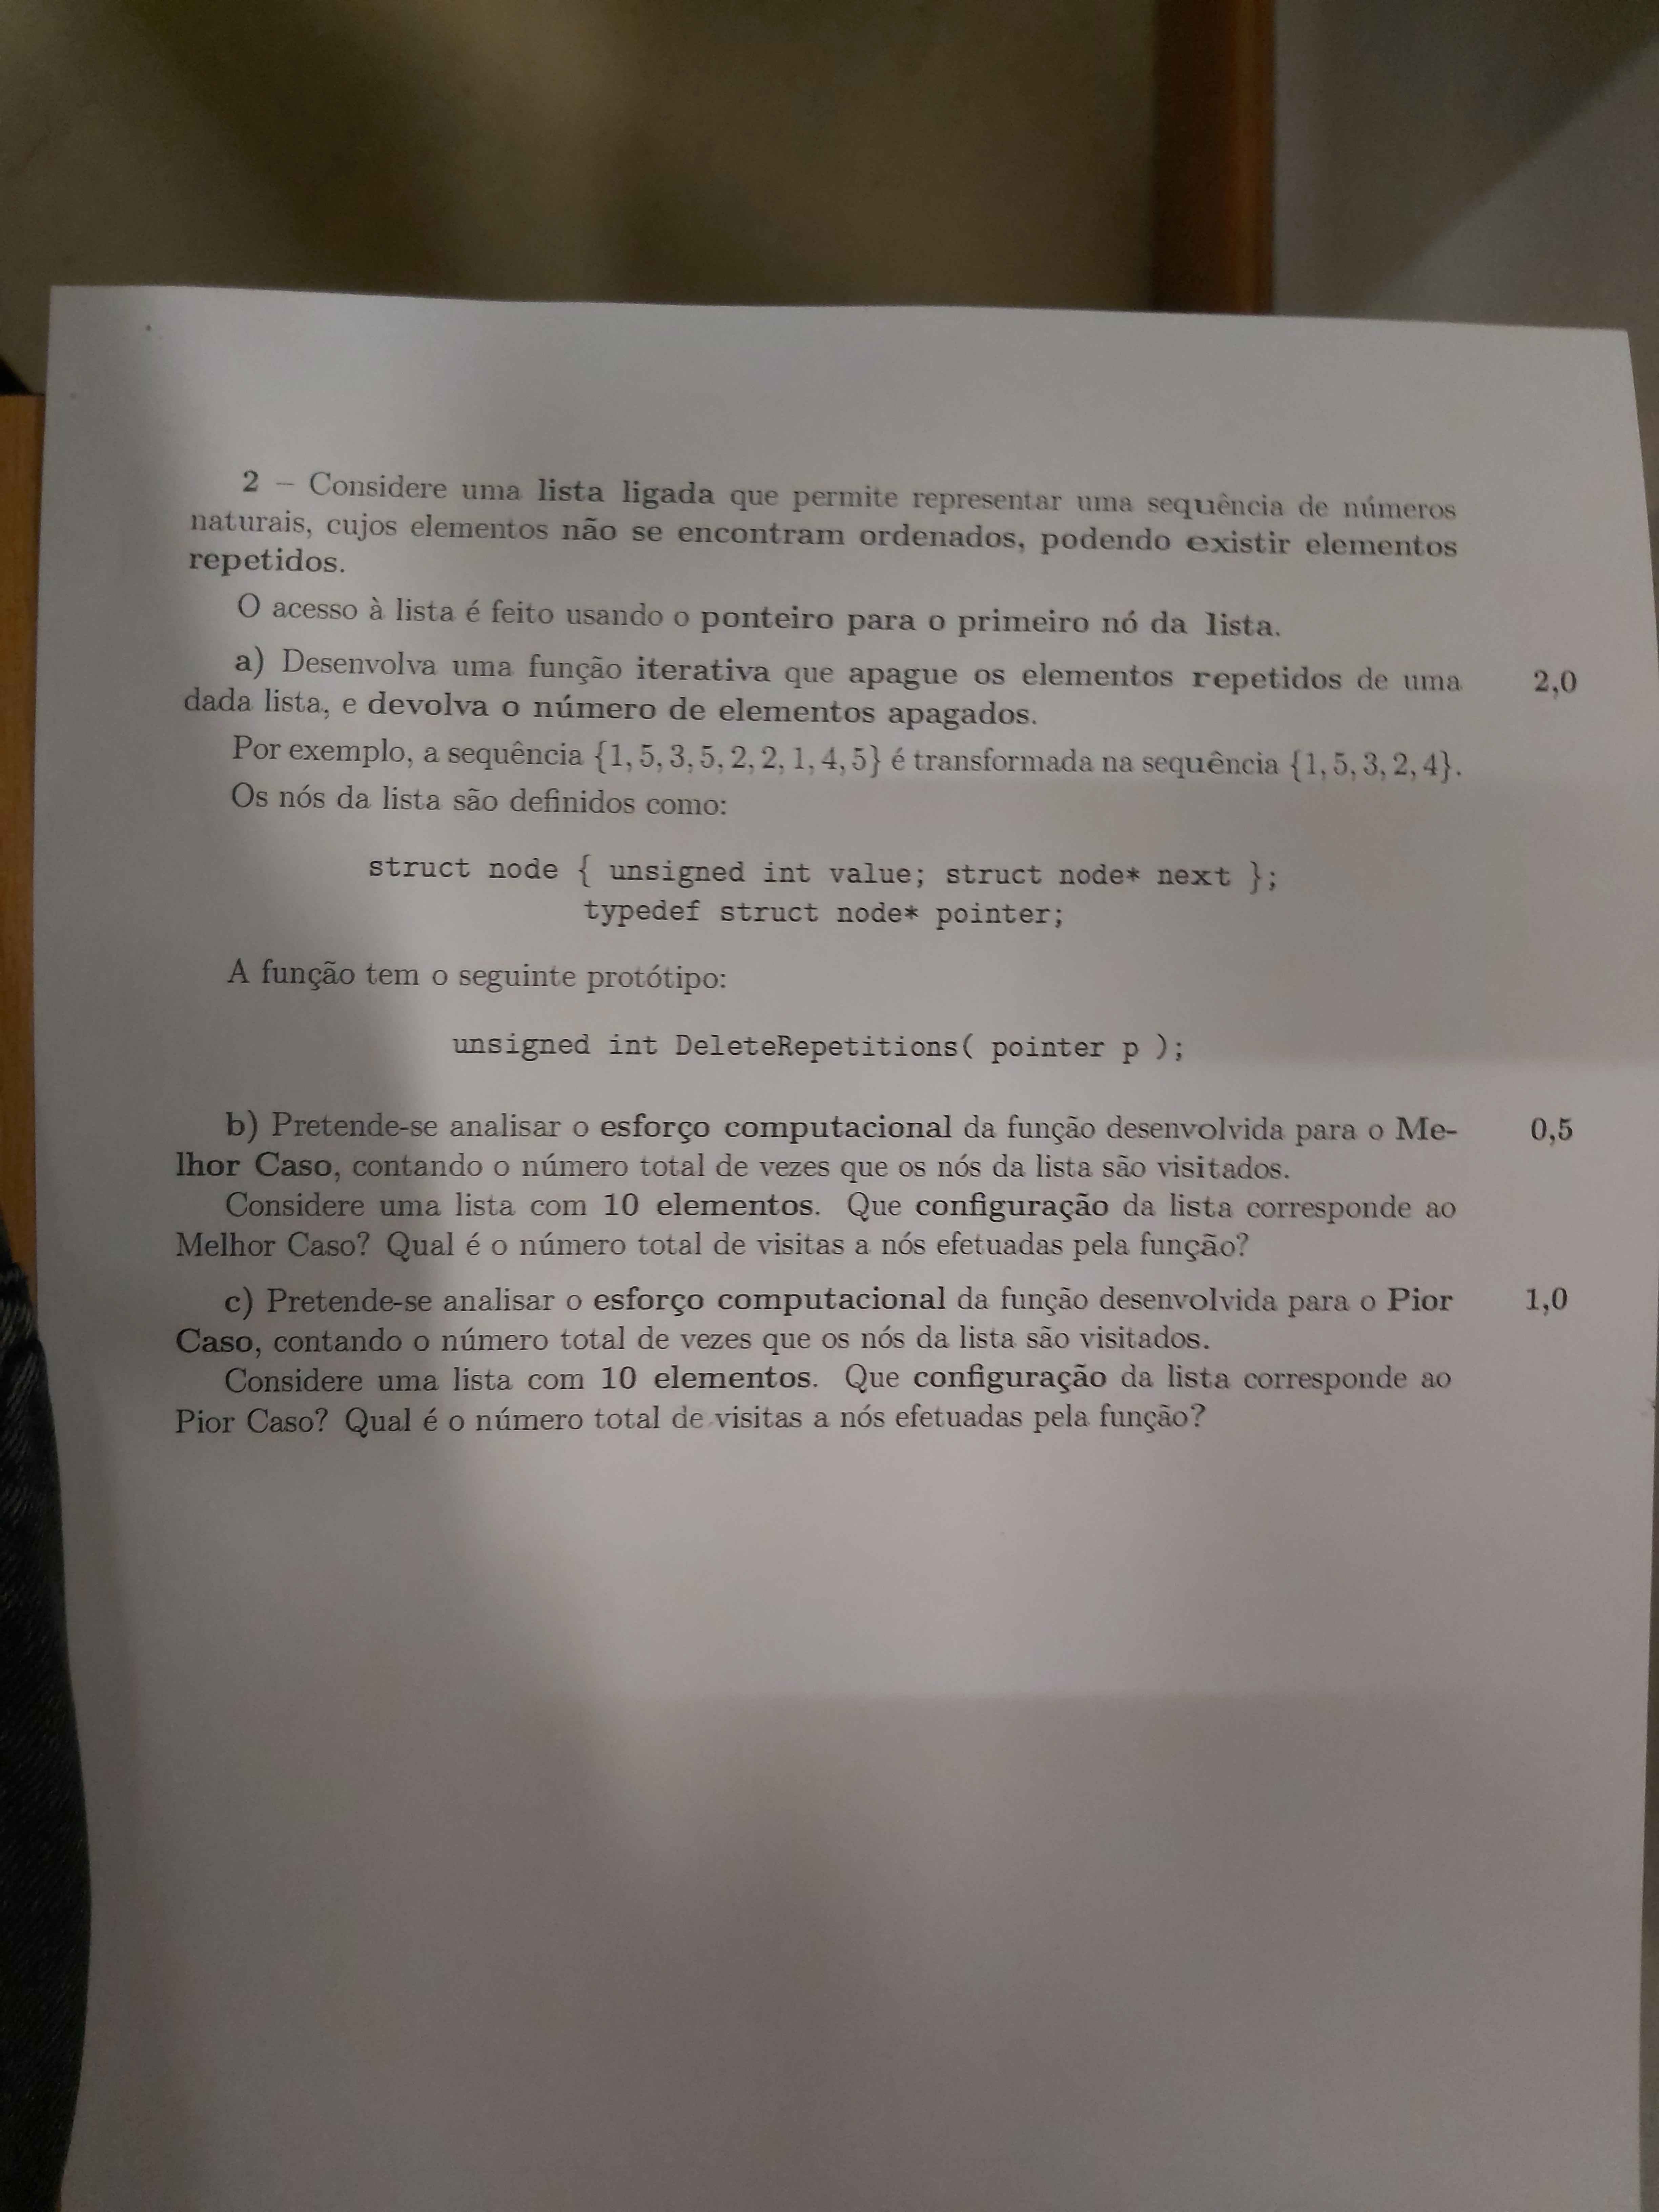 2 – Considere uma lista ligada que permite representar uma sequência de números
naturais, cujos elementos não se encontram ordenados, podendo existir elementos
repetidos.
O acesso à lista é feito usando o ponteiro para o primeiro nó da lista.
a) Desenvolva uma função iterativa que apague os elementos repetidos de uma 2,0
dada lista, e devolva o número de elementos apagados.
Por exemplo, a sequência {1, 5, 3, 5, 2, 2, 1, 4, 5} é transformada na sequência {1, 5, 3, 2, 4}.
Os nós da lista são definidos como:
struct node { unsigned int value; struct node* next };
typedef struct node* pointer;
A função tem o seguinte protótipo:
unsigned int DeleteRepetitions( pointer p );
b) Pretende-se analisar o esforço computacional da função desenvolvida para o Me- 0,5
lhor Caso, contando o número total de vezes que os nós da lista são visitados.
Considere uma lista com 10 elementos. Que configuração da lista corresponde ao
Melhor Caso? Qual é o número total de visitas a nós efetuadas pela função?
c) Pretende-se analisar o esforço computacional da função desenvolvida para o Pior 1,0
Caso, contando o número total de vezes que os nós da lista são visitados.
Considere uma lista com 10 elementos. Que configuração da lista corresponde ao
Pior Caso? Qual é o número total de visitas a nós efetuadas pela função?